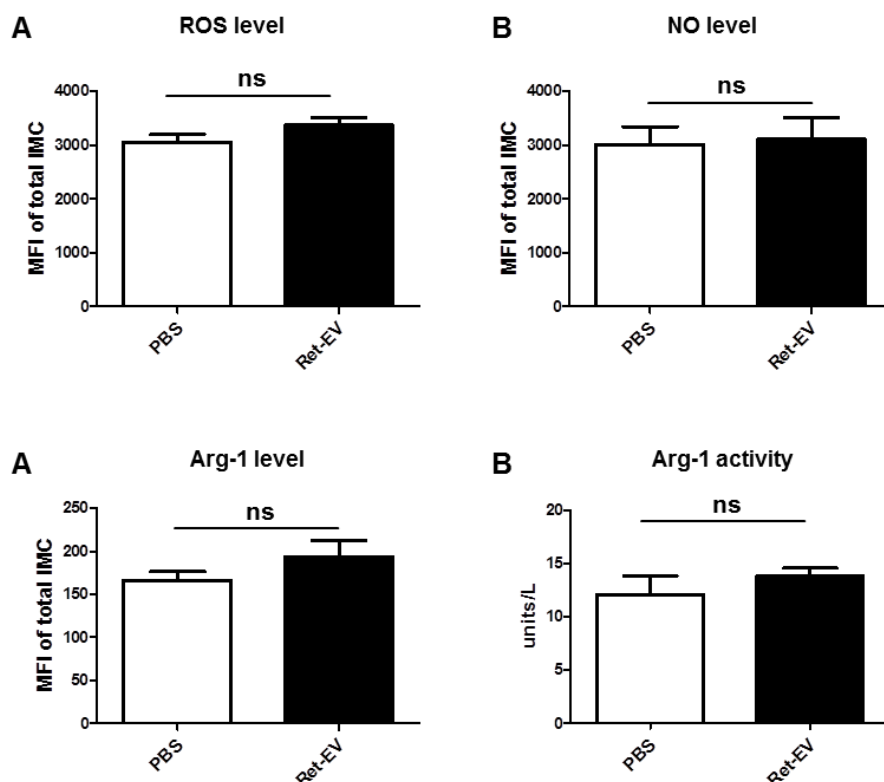 A
ROS level
ns
4000
3000
2000
1000
0
MFI of total IMC
PBS
Ret-EV
B
NO level
ns
4000
3000
2000
1000
0
MFI of total IMC
PBS
Ret-EV
A
Arg-1 level
ns
250
200
150
100
50
0
MFI of total IMC
PBS
Ret-EV
B
Arg-1 activity
ns
20
15
10
5
0
units/L
PBS
Ret-EV